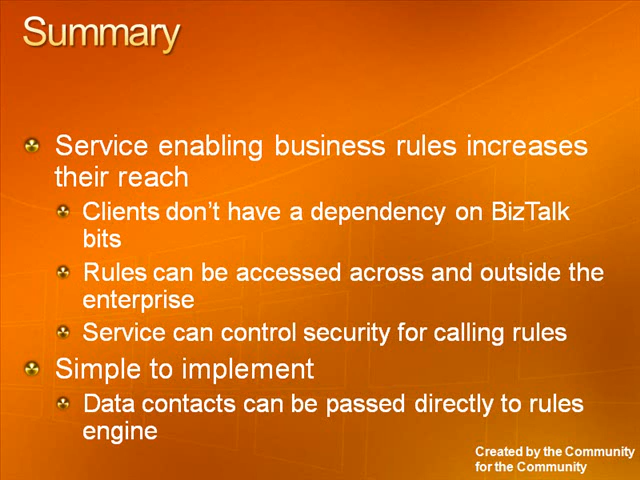 Summary
Service enabling business rules increases
their reach
Clients don't have a dependency on BizTalk
bits
Rules can be accessed across and outside the
enterprise
Service can control security for calling rules
Simple to implement
Data contacts can be passed directly to rules
engine
Created by the Community
for the Community